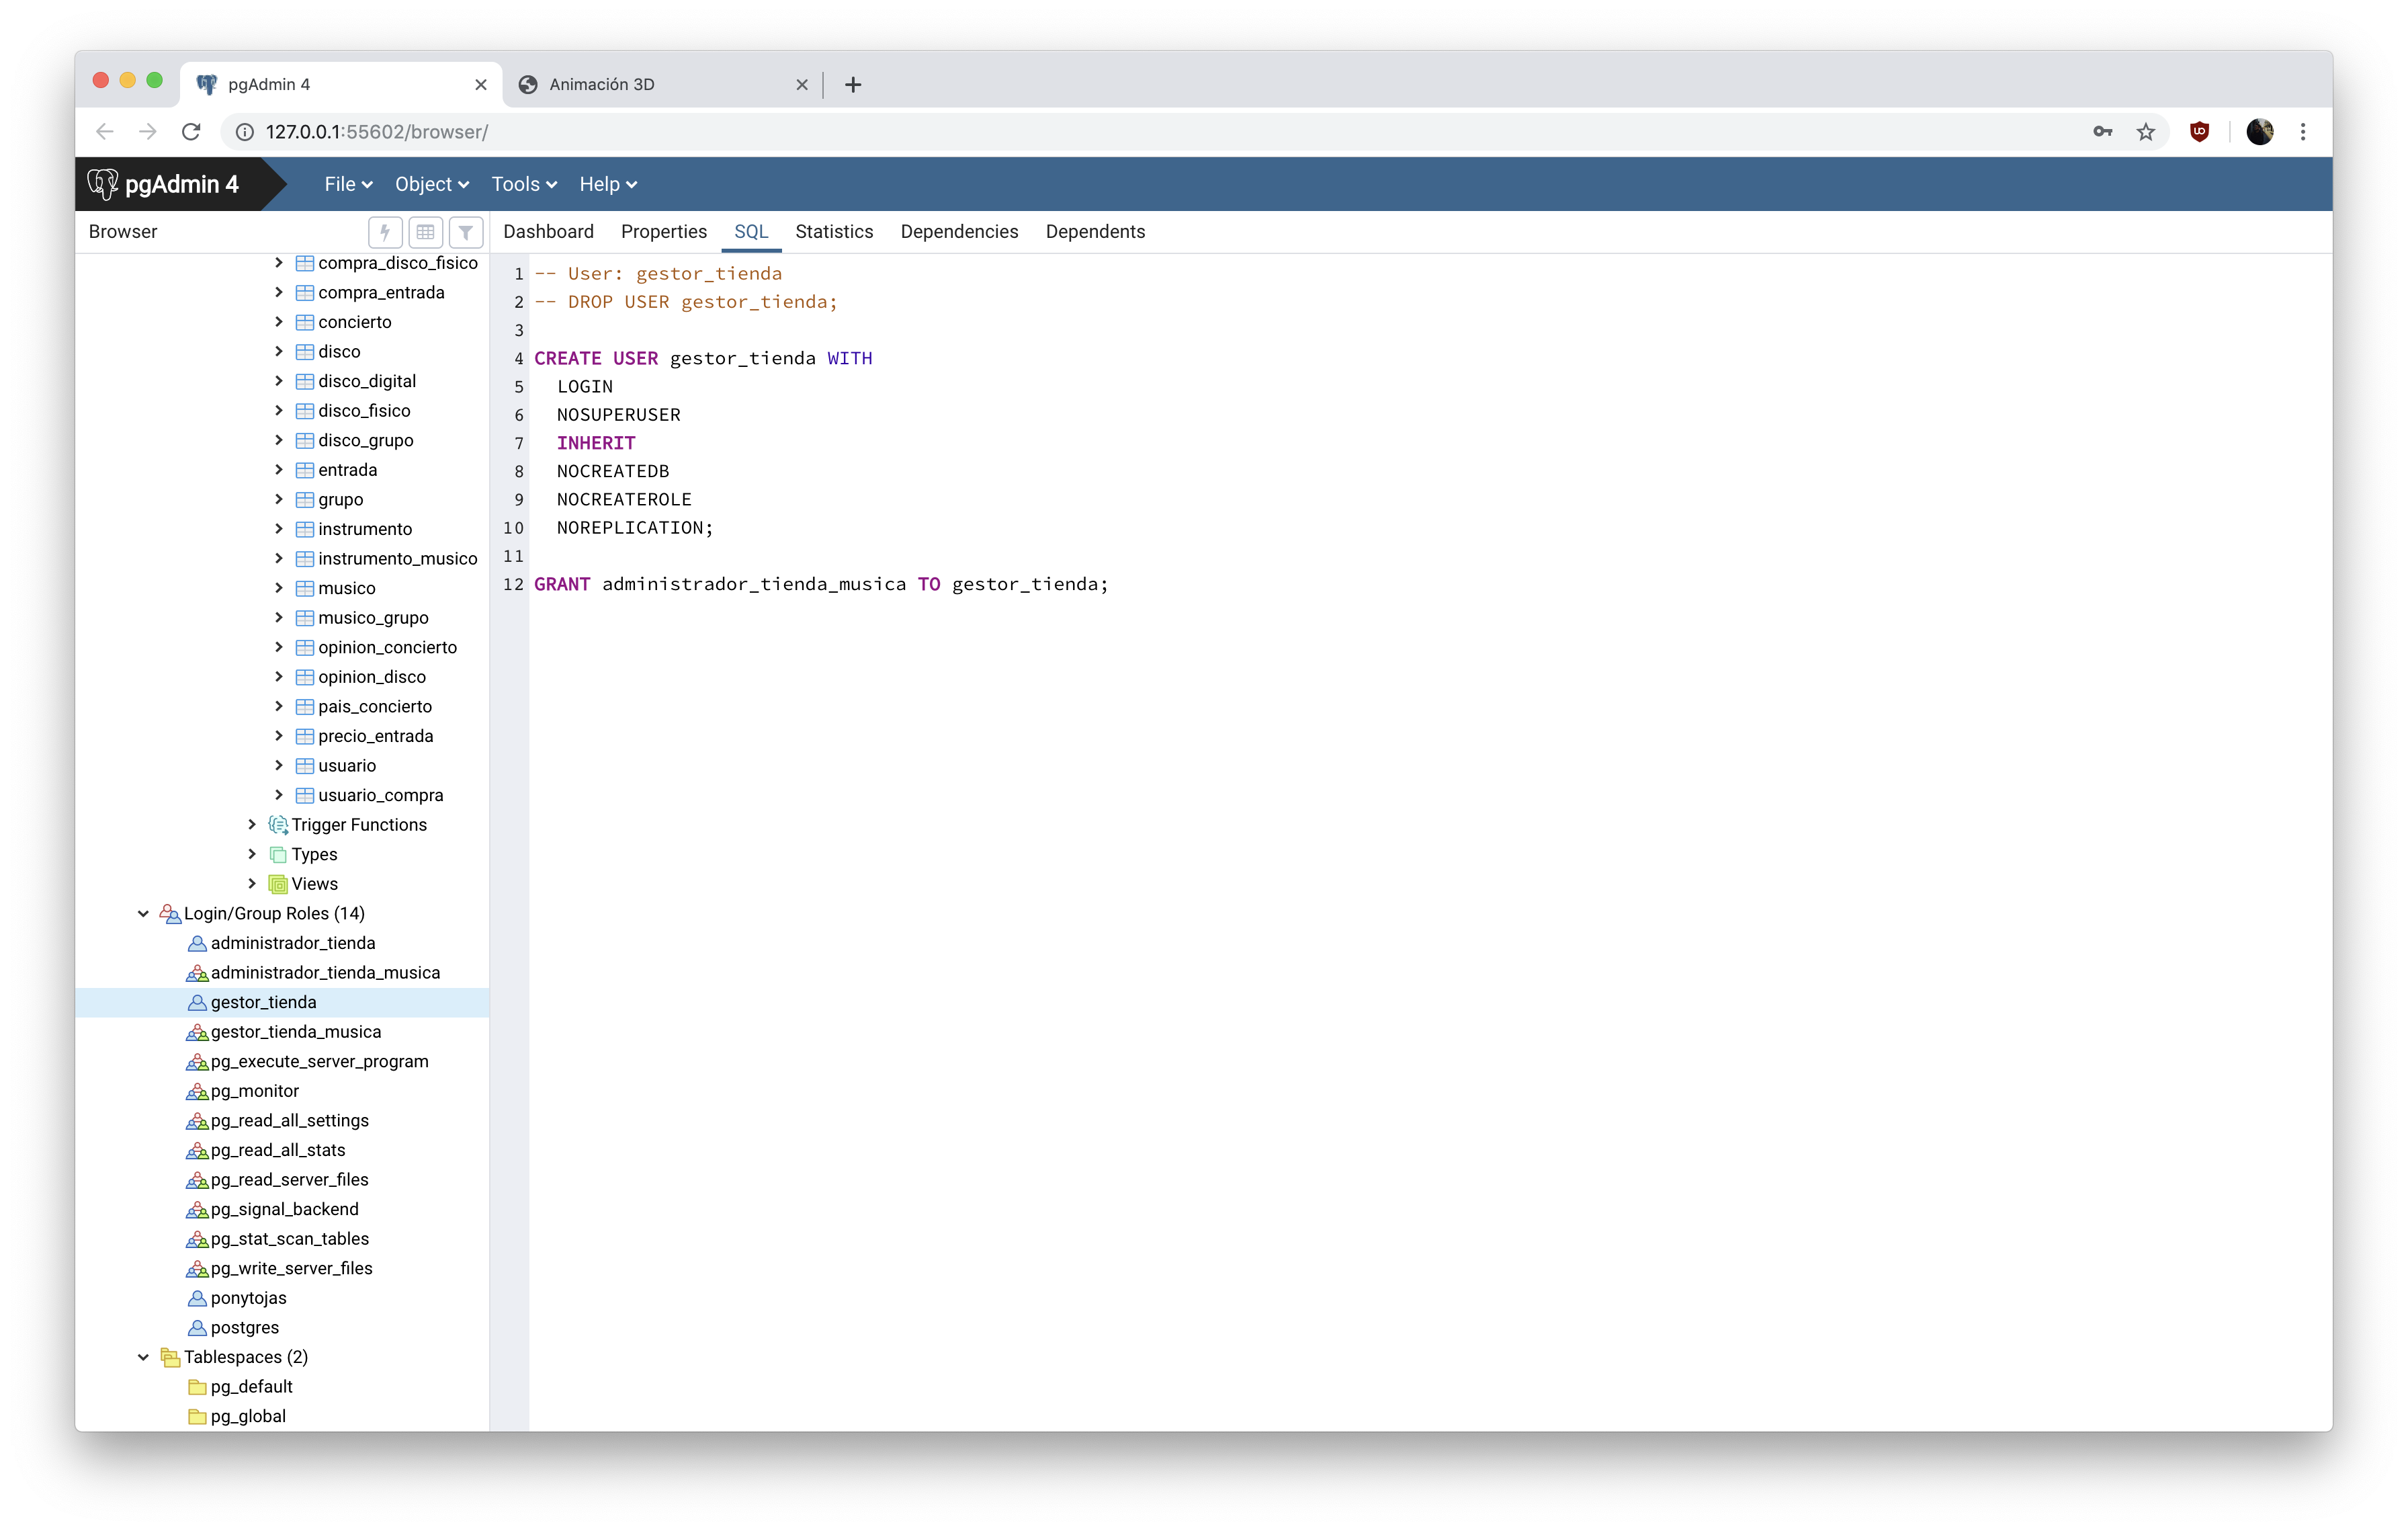 pgAdmin 4
Animación 3D
127.0.0.1:55602/browser/
pgAdmin 4
File
Object
Tools
Help
Browser
Dashboard
Properties
SQL
Statistics
Dependencies
Dependents
compra_disco_fisico
compra_entrada
concierto
disco
disco_digital
disco_fisico
disco_grupo
entrada
grupo
instrumento
instrumento_musico
musico
musico_grupo
opinion_concierto
opinion_disco
pais_concierto
precio_entrada
usuario
usuario_compra
Trigger Functions
Types
Views
Login/Group Roles (14)
administrador_tienda
administrador_tienda_musica
gestor_tienda
gestor_tienda_musica
pg_execute_server_program
pg_monitor
pg_read_all_settings
pg_read_all_stats
pg_read_server_files
pg_signal_backend
pg_stat_scan_tables
pg_write_server_files
ponytojas
postgres
Tablespaces (2)
pg_default
pg_global
1 -- User: gestor_tienda
2 -- DROP USER gestor_tienda;
3
4 CREATE USER gestor_tienda WITH
5 LOGIN
6 NOSUPERUSER
7 INHERIT
8 NOCREATEDB
9 NOCREATEROLE
10 NOREPLICATION;
11
12 GRANT administrador_tienda_musica TO gestor_tienda;